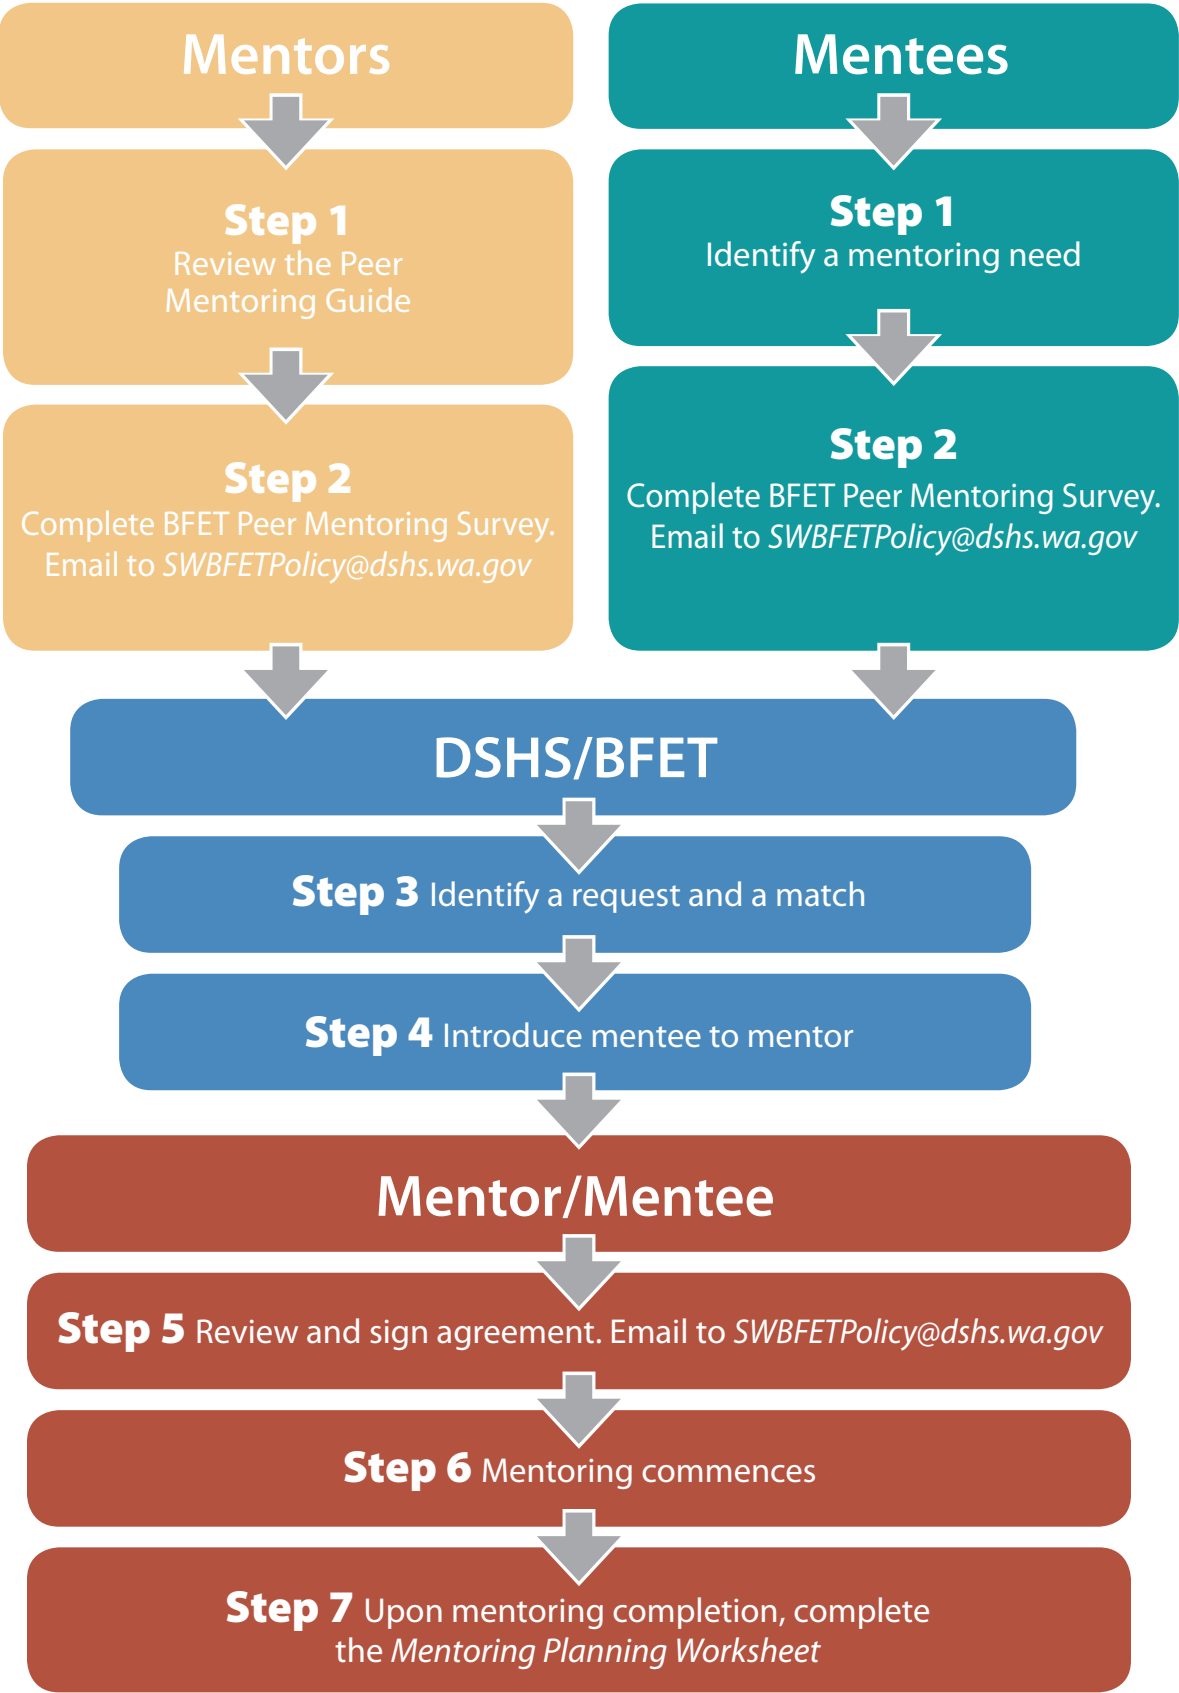 Mentors
Step 1
Review the Peer
Mentoring Guide
Step 2
Complete BFET Peer Mentoring Survey.
Email to SWBFETPolicy@dshs.wa.gov
Mentees
Step 1
Identify a mentoring need
Step 2
Complete BFET Peer Mentoring Survey.
Email to SWBFETPolicy@dshs.wa.gov
DSHS/BFET
Step 3 Identify a request and a match
Step 4 Introduce mentee to mentor
Mentor/Mentee
Step 5 Review and sign agreement. Email to SWBFETPolicy@dshs.wa.gov
Step 6 Mentoring commences
Step 7 Upon mentoring completion, complete
the Mentoring Planning Worksheet